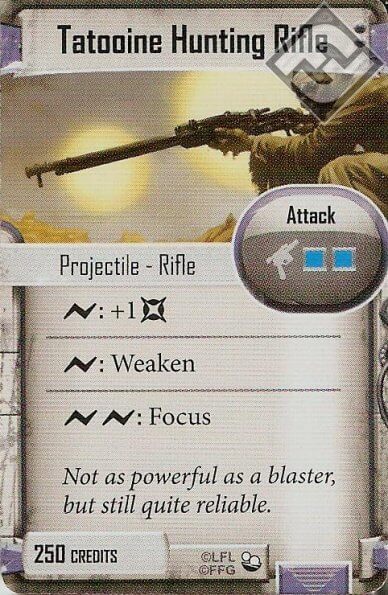 Tatooine Hunting Rifle
Attack
Projectile - Rifle
: +1
: Weaken
: Focus
Not as powerful as a blaster,
but still quite reliable.
250 CREDITS
©LFL
©FFG